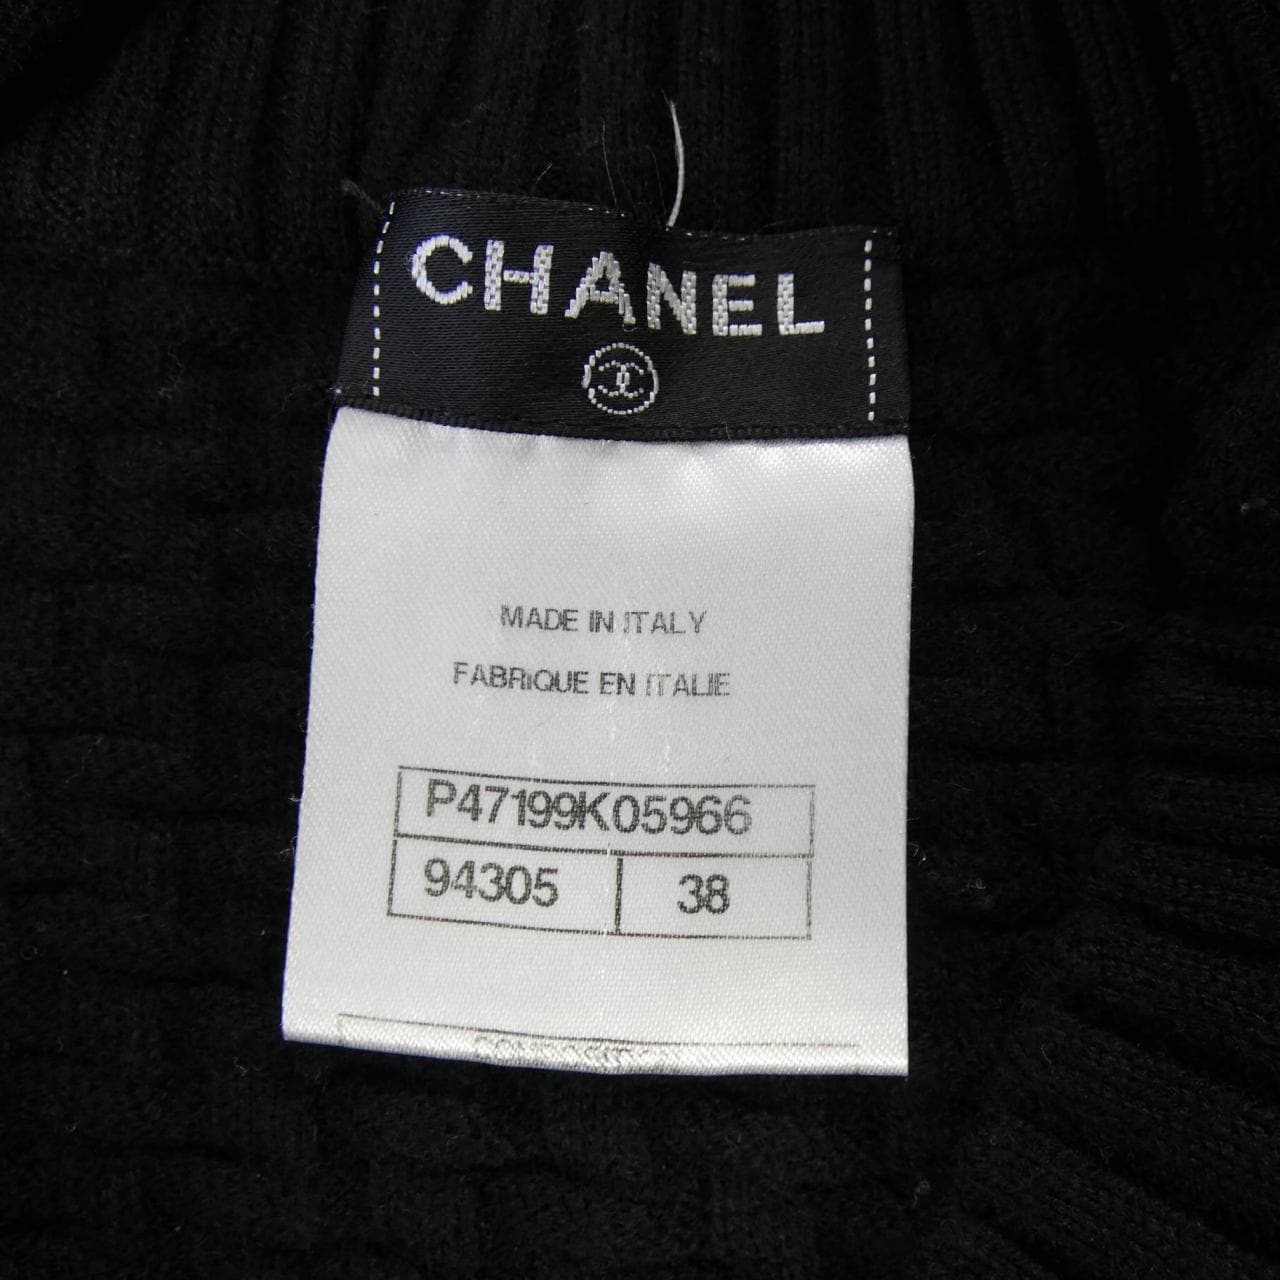 CHANEL
MADE IN ITALY
FABRIQUE EN ITALIE
P47199K05966
94305 38